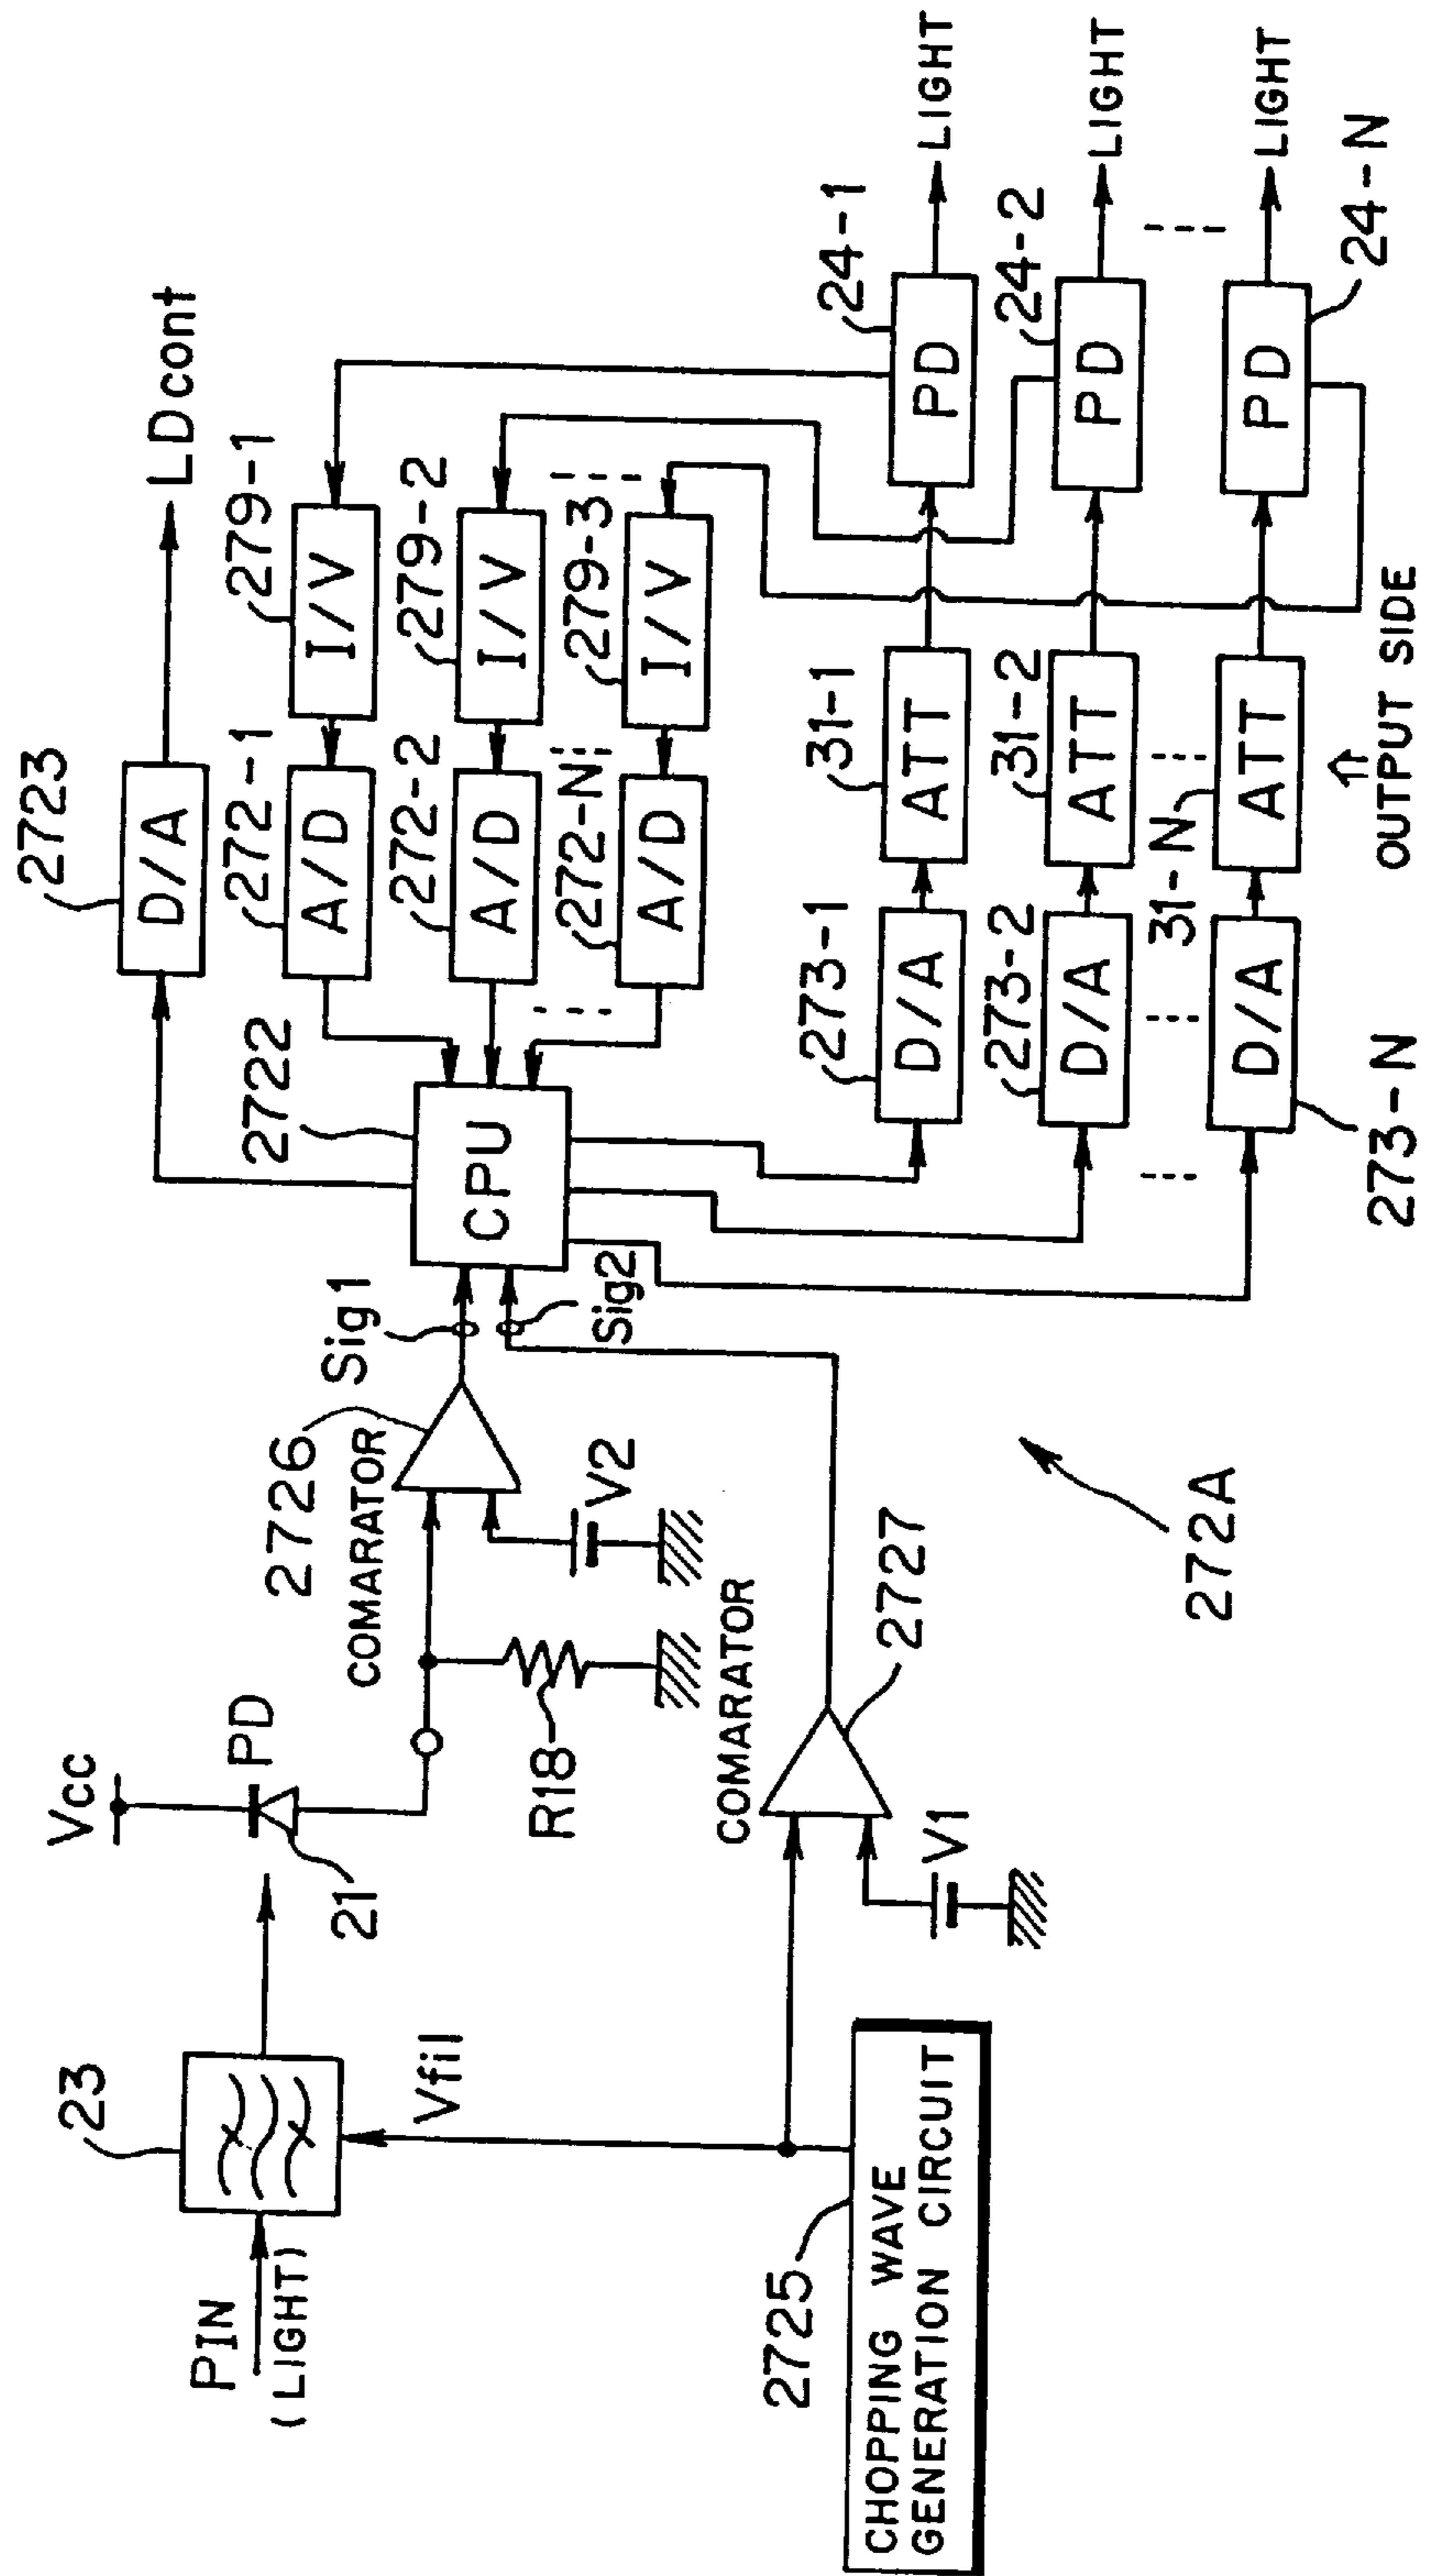 23
PIN
(LIGHT)
Vfil
Vcc
PD
21
R18
2726
COMARATOR
V2
Sig1
Sig2
2725
CHOPPING WAVE
GENERATION CIRCUIT
COMARATOR
2727
V1
272A
2722
CPU
2723
D/A
LDcont
272-1
A/D
279-1
I/V
272-2
A/D
279-2
I/V
272-N
A/D
279-3
I/V
273-1
D/A
31-1
ATT
24-1
PD
LIGHT
273-2
D/A
31-2
ATT
24-2
PD
LIGHT
273-N
D/A
31-N
ATT
24-N
PD
LIGHT
⇑
OUTPUT SIDE